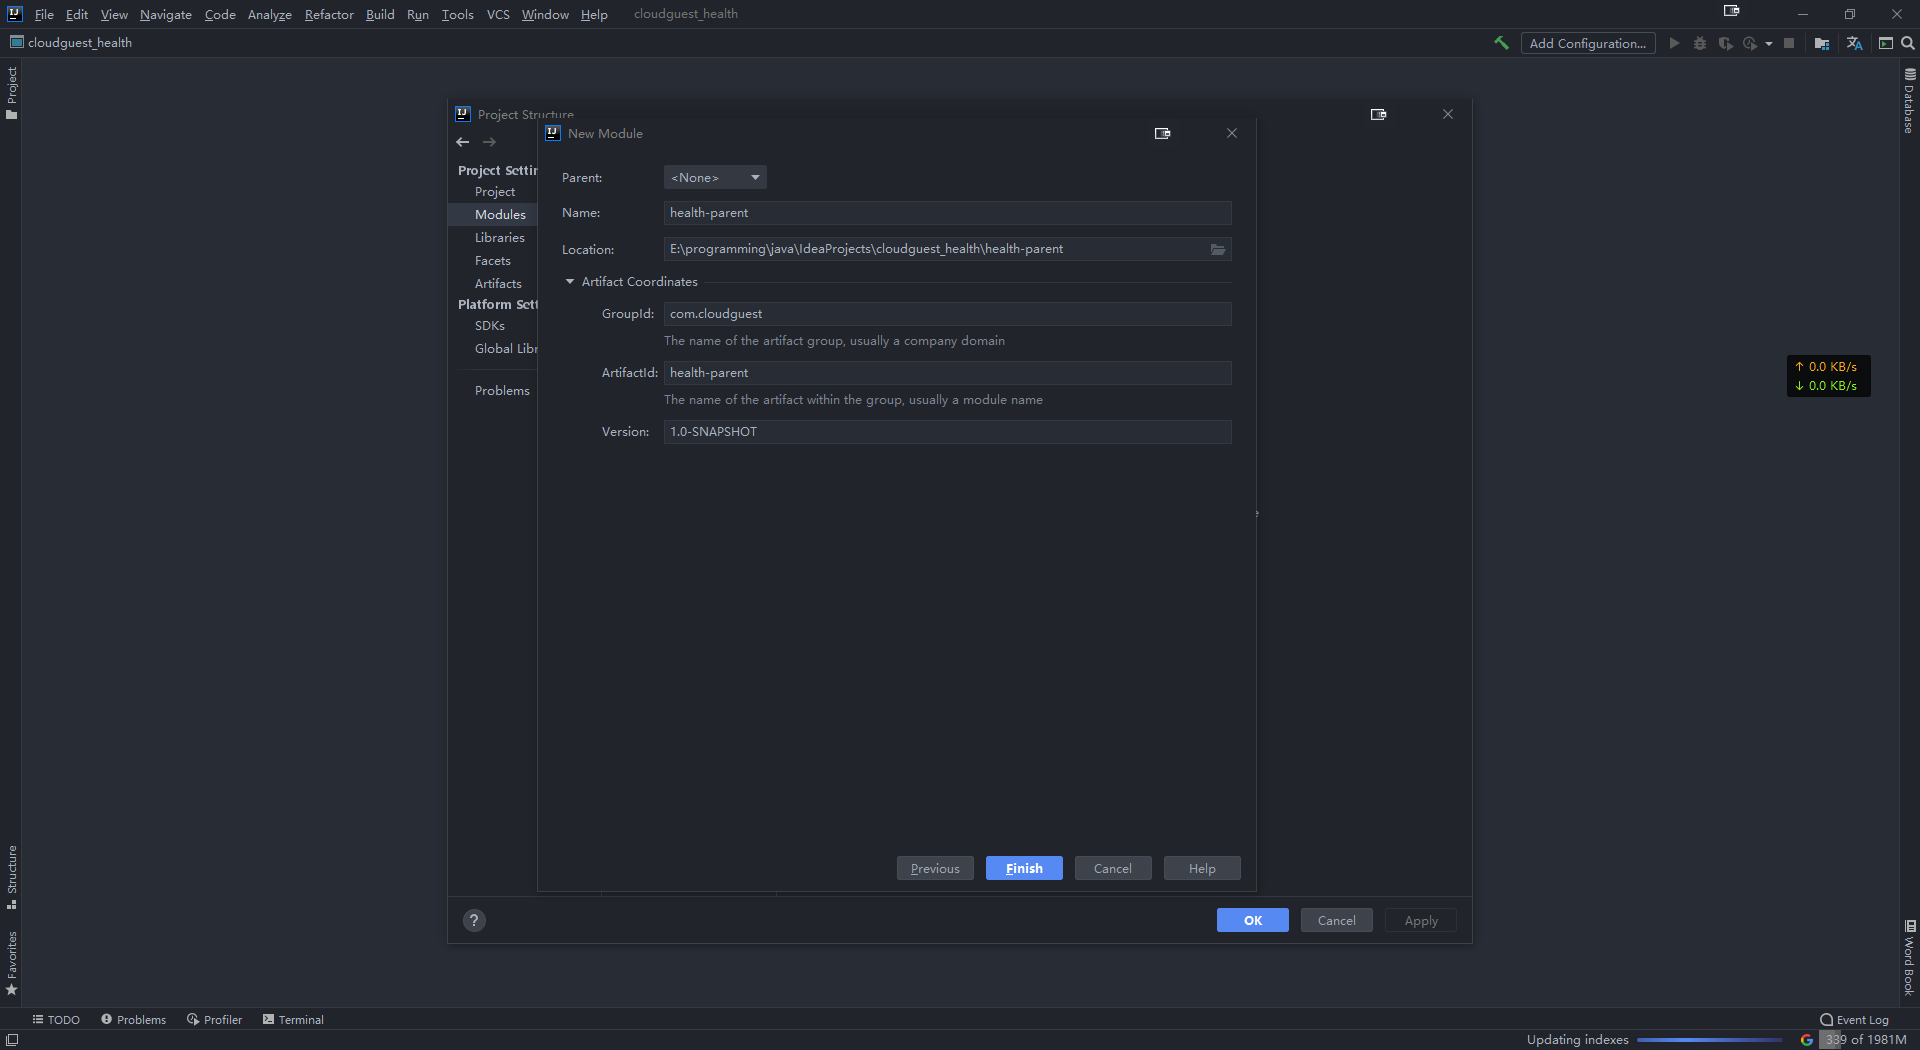 File Edit View Navigate Code Analyze Refactor Build Run Tools VCS Window Help cloudguest_health
cloudguest_health
Add Configuration...
Project
Database
Project Structure
New Module
Project Settin
Project
Modules
Libraries
Facets
Artifacts
Platform Sett
SDKs
Global Libr
Problems
Parent: <None>
Name: health-parent
Location: E:\programming\java\IdeaProjects\cloudguest_health\health-parent
Artifact Coordinates
GroupId: com.cloudguest
The name of the artifact group, usually a company domain
ArtifactId: health-parent
The name of the artifact within the group, usually a module name
Version: 1.0-SNAPSHOT
↑ 0.0 KB/s
↓ 0.0 KB/s
Previous Finish Cancel Help
? OK Cancel Apply
Structure
Favorites
Word Book
TODO Problems Profiler Terminal Event Log
Updating indexes 339 of 1981M